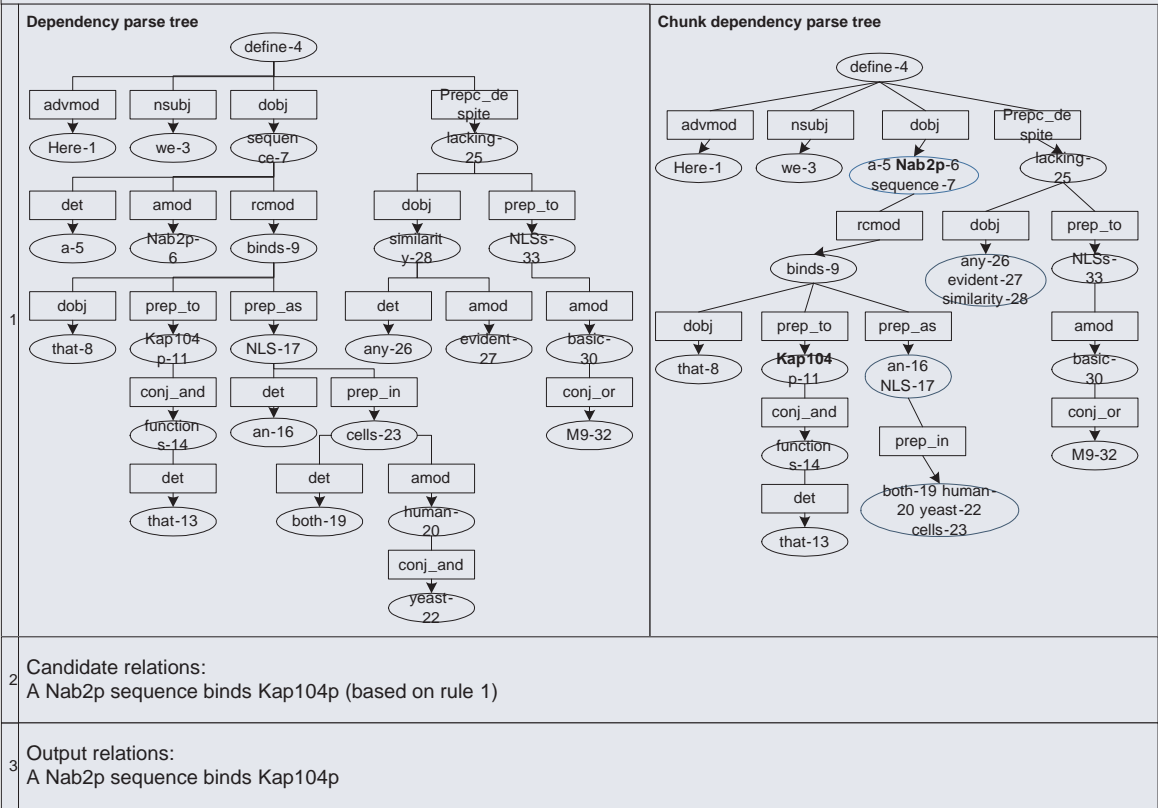 Dependency parse tree
define-4
advmod nsubj dobj Prepc_de
spite
Here-1 we-3 sequen
ce-7 lacking-
25
det amod rcmod dobj prep_to
a-5 Nab2p-
6 binds-9 similarit
y-28 NLSs-
33
dobj prep_to prep_as det amod amod
that-8 Kap104
p-11 NLS-17 any-26 evident-
27 basic-
30
conj_and det prep_in conj_or
function
s-14 an-16 cells-23 M9-32
det det amod
that-13 both-19 human-
20
conj_and
yeast-
22
Chunk dependency parse tree
define-4
advmod nsubj dobj Prepc_de
spite
Here-1 we-3 a-5 Nab2p-6
sequence-7 lacking-
25
rcmod dobj prep_to
binds-9 any-26
evident-27
similarity-28 NLSs-
33
dobj prep_to prep_as amod
that-8 Kap104
p-11 an-16
NLS-17 basic-
30
conj_and conj_or
function
s-14 prep_in M9-32
det both-19 human-
20 yeast-22
cells-23
that-13
1
2
Candidate relations:
A Nab2p sequence binds Kap104p (based on rule 1)
3
Output relations:
A Nab2p sequence binds Kap104p